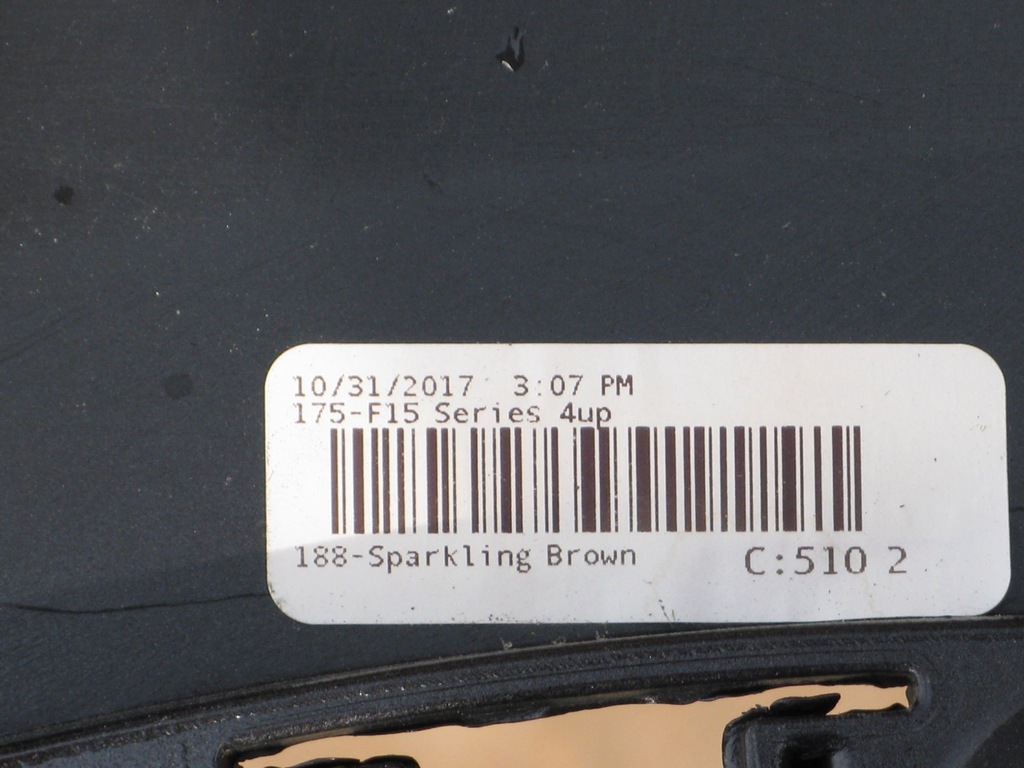 10/31/2017 3:07 PM
175-F15 Series 4up
188-Sparkling Brown C:510 2